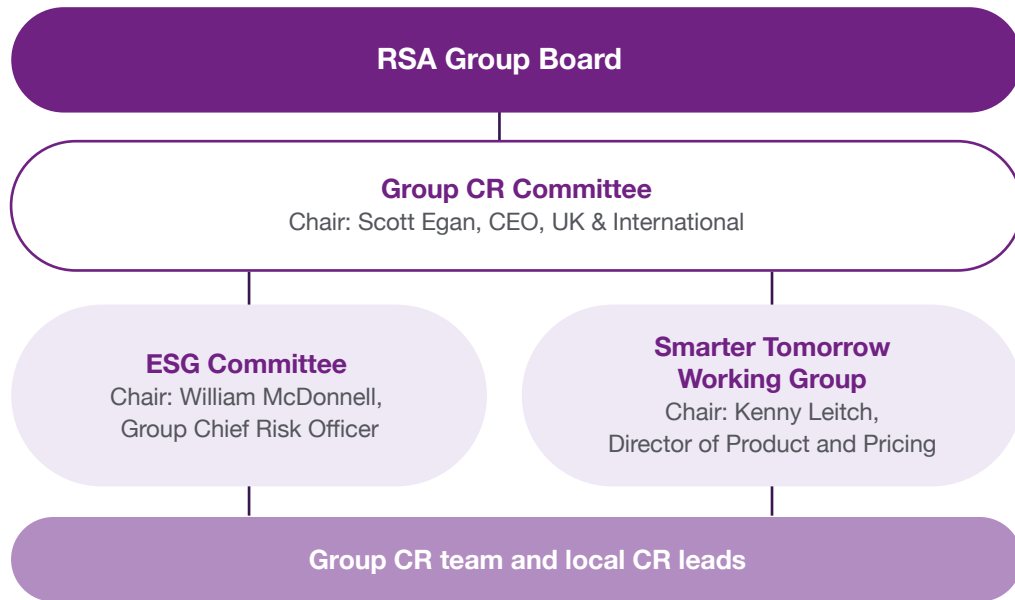 RSA Group Board
Group CR Committee
Chair: Scott Egan, CEO, UK & International
ESG Committee
Chair: William McDonnell,
Group Chief Risk Officer
Smarter Tomorrow
Working Group
Chair: Kenny Leitch,
Director of Product and Pricing
Group CR team and local CR leads